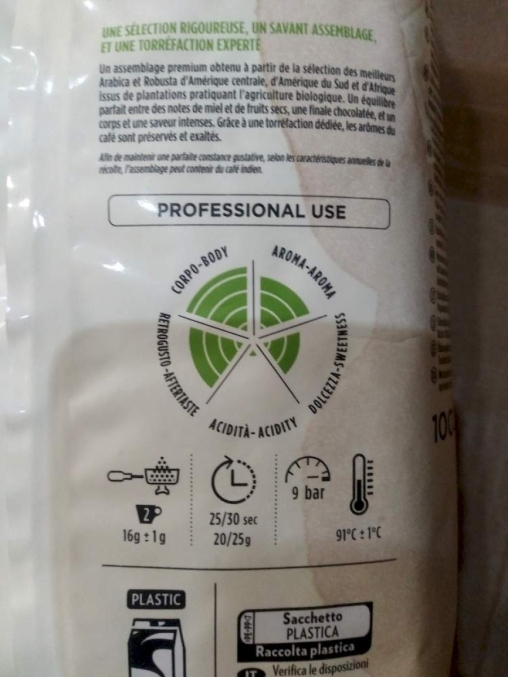 UNE SÉLECTION RIGOUREUSE, UN SAVANT ASSEMBLAGE,
ET UNE TORRÉFACTION EXPERTE
Un assemblage premium obtenu à partir de la sélection des meilleurs
Arabica et Robusta d'Amérique centrale, d'Amérique du Sud et d'Afrique
issus de plantations pratiquant l'agriculture biologique. Un équilibre
parfait entre des notes de miel et de fruits secs, une finale chocolatée, et un
corps et une saveur intenses. Grâce à une torréfaction dédiée, les arômes du
café sont préservés et exaltés.
Afin de maintenir une parfaite constance gustative, selon les caractéristiques annuelles de la
récolte, l'assemblage peut contenir du café indien.
PROFESSIONAL USE
CORPO-BODY
AROMA-AROMA
DOLCEZZA-SWEETNESS
ACIDITÀ-ACIDITY
RETROGUSTO-AFTERTASTE
100
2
16g ± 1g
25/30 sec
20/25g
9 bar
91°C ± 1°C
PLASTIC
Sacchetto
PLASTICA
Raccolta plastica
IT Verifica le disposizioni